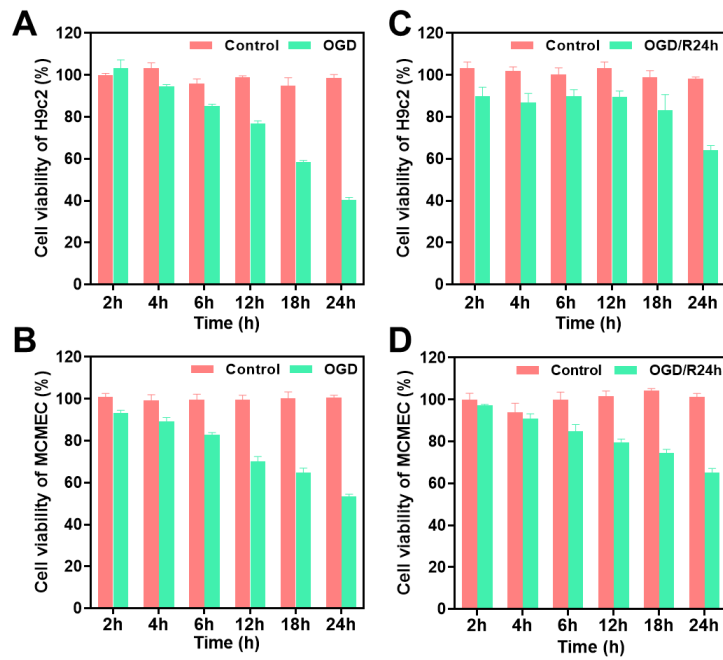 A
Control OGD
Cell viability of H9c2 (%)
120
100
80
60
40
20
0
2h 4h 6h 12h 18h 24h
Time (h)
C
Control OGD/R24h
Cell viability of H9c2 (%)
120
100
80
60
40
20
0
2h 4h 6h 12h 18h 24h
Time (h)
B
Control OGD
Cell viability of MCMEC (%)
120
100
80
60
40
20
0
2h 4h 6h 12h 18h 24h
Time (h)
D
Control OGD/R24h
Cell viability of MCMEC (%)
120
100
80
60
40
20
0
2h 4h 6h 12h 18h 24h
Time (h)